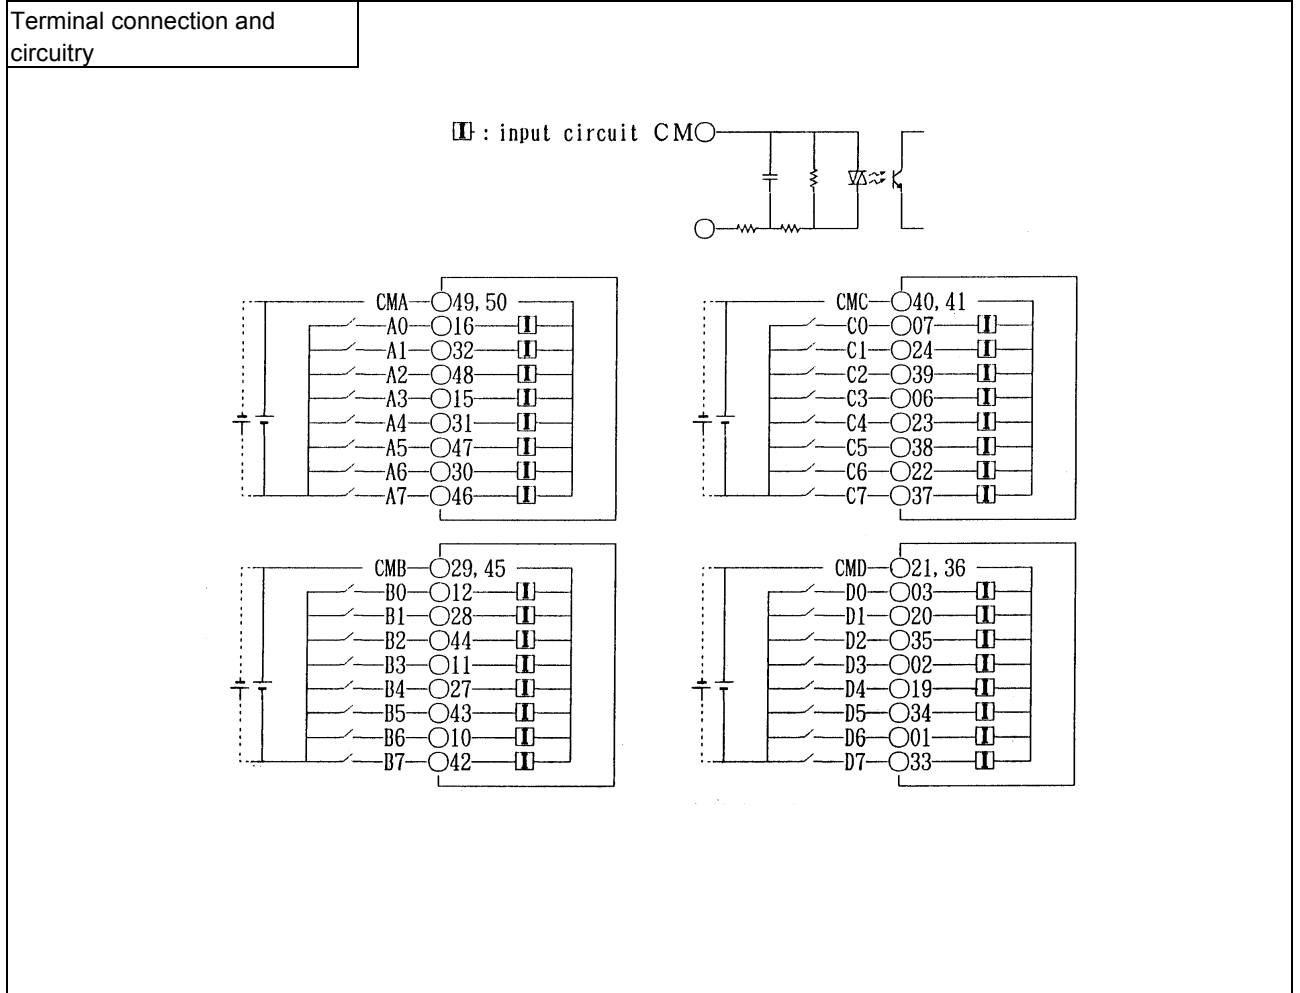 Terminal connection and
circuitry
I : input circuit CM
CMA 49, 50
A0 16 I
A1 32 I
A2 48 I
A3 15 I
A4 31 I
A5 47 I
A6 30 I
A7 46 I
CMC 40, 41
C0 07 I
C1 24 I
C2 39 I
C3 06 I
C4 23 I
C5 38 I
C6 22 I
C7 37 I
CMB 29, 45
B0 12 I
B1 28 I
B2 44 I
B3 11 I
B4 27 I
B5 43 I
B6 10 I
B7 42 I
CMD 21, 36
D0 03 I
D1 20 I
D2 35 I
D3 02 I
D4 19 I
D5 34 I
D6 01 I
D7 33 I